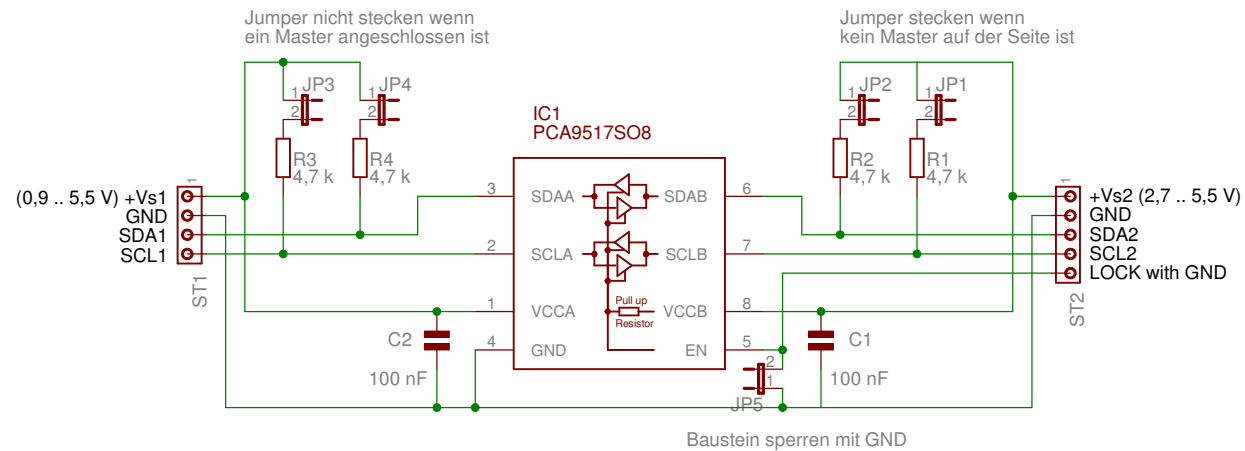 Jumper nicht stecken wenn
ein Master angeschlossen ist
Jumper stecken wenn
kein Master auf der Seite ist
1
2
JP3
1
2
JP4
1
2
JP2
1
2
JP1
IC1
PCA9517SO8
R3
4,7 k
R4
4,7 k
R2
4,7 k
R1
4,7 k
1
(0,9 .. 5,5 V) +Vs1
GND
SDA1
SCL1
ST1
3
SDAA
SDAB
6
2
SCLA
SCLB
7
1
VCCA
Pull up
Resistor
VCCB
8
4
GND
EN
5
1
+Vs2 (2,7 .. 5,5 V)
GND
SDA2
SCL2
LOCK with GND
ST2
C2
100 nF
C1
100 nF
2
1
JP5
Baustein sperren mit GND